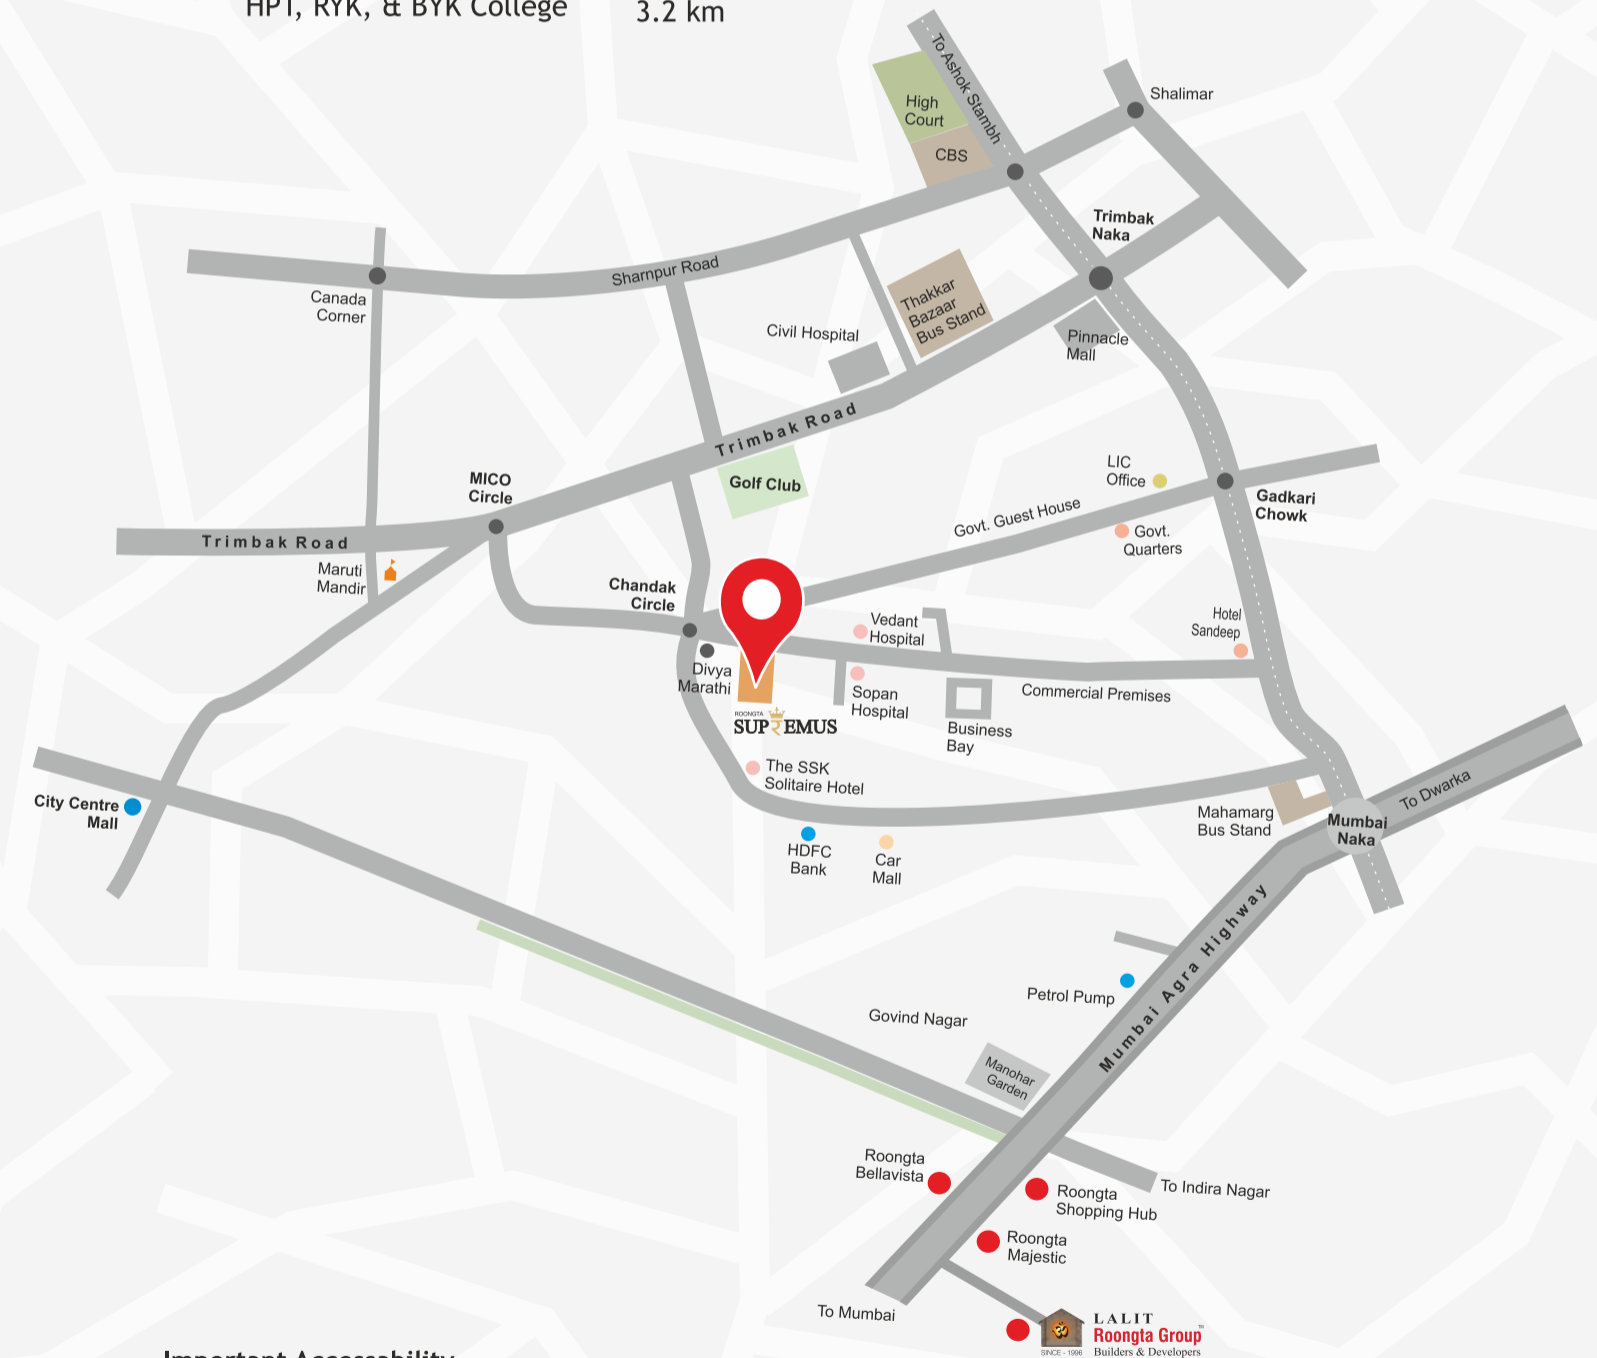 HPT, RYK, & BYK College 3.2 km
To Ashok Stambh
High
Court
CBS
Shalimar
Trimbak
Naka
Sharnpur Road
Canada
Corner
Thakkar
Bazaar
Bus Stand
Civil Hospital
Pinnacle
Mall
Trimbak Road
Golf Club
MICO
Circle
LIC
Office
Gadkari
Chowk
Govt. Guest House
Govt.
Quarters
Trimbak Road
Maruti
Mandir
Chandak
Circle
Vedant
Hospital
Hotel
Sandeep
Divya
Marathi
Sopan
Hospital
Commercial Premises
ROONGTA
SUPREMUS
Business
Bay
The SSK
Solitaire Hotel
City Centre
Mall
To Dwarka
Mahamarg
Bus Stand
Mumbai
Naka
HDFC
Bank
Car
Mall
Mumbai Agra Highway
Petrol Pump
Govind Nagar
Manohar
Garden
Roongta
Bellavista
To Indira Nagar
Roongta
Shopping Hub
Roongta
Majestic
To Mumbai
LALIT
Roongta Group
Builders & Developers
SINCE - 1996
Important Accessability